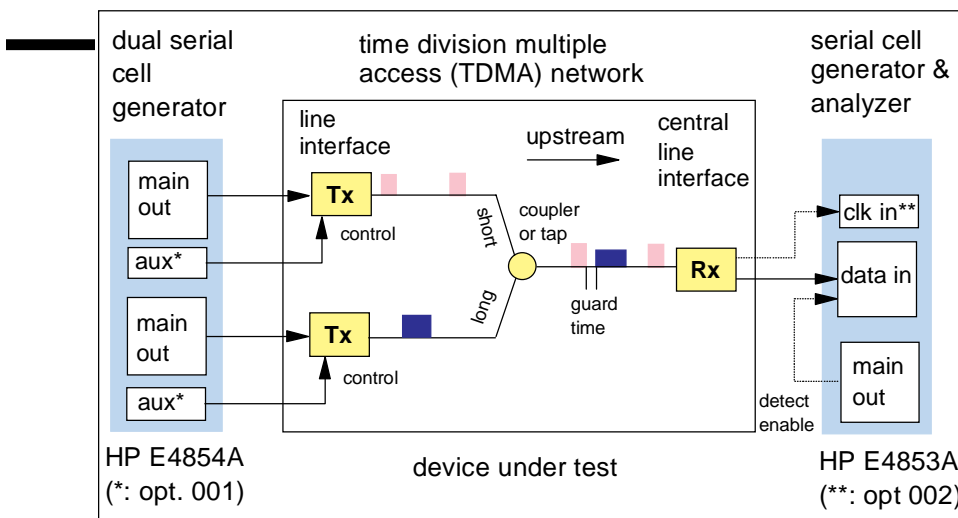 dual serial
cell
generator
time division multiple
access (TDMA) network
serial cell
generator &
analyzer
line
interface
upstream
central
line
interface
main
out
Tx
control
aux*
short
coupler
or tap
clk in**
Rx
data in
guard
time
long
main
out
Tx
control
aux*
main
out
detect
enable
HP E4854A
(*: opt. 001)
device under test
HP E4853A
(**: opt 002)